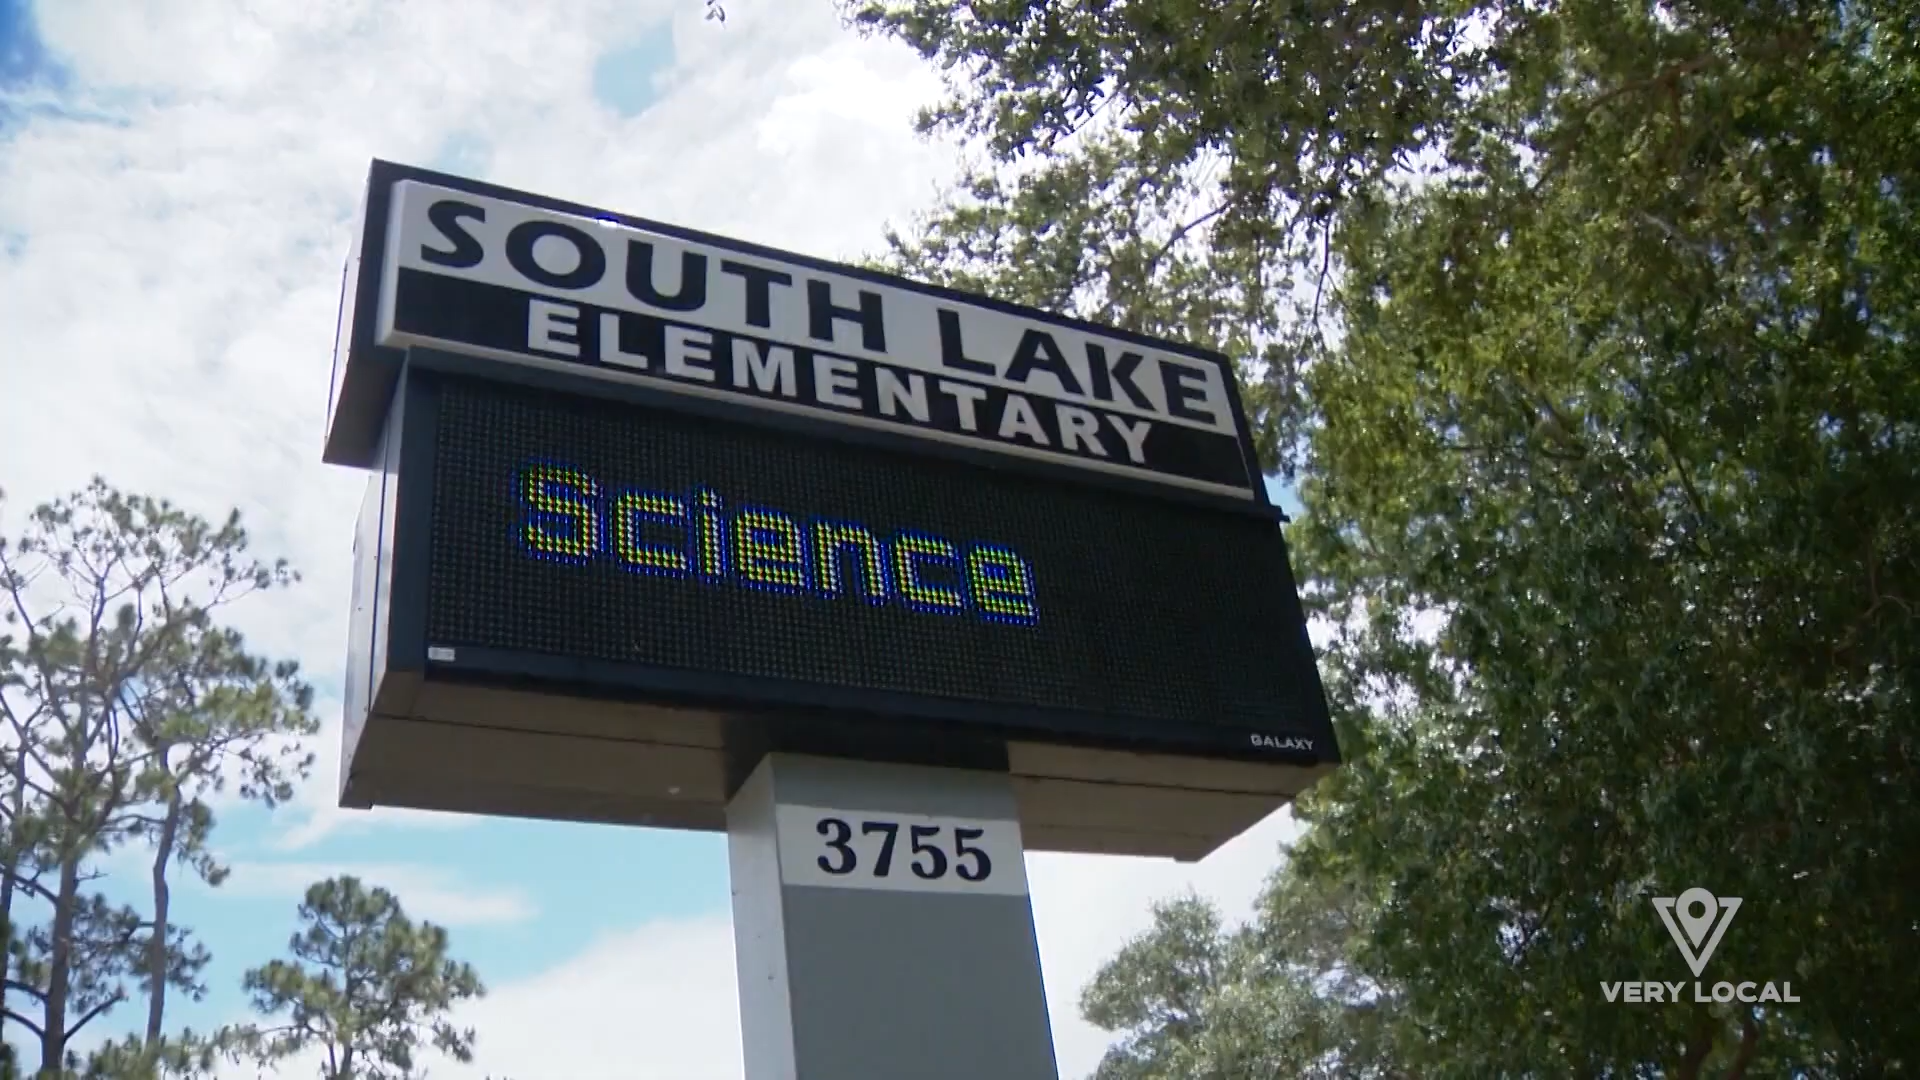 SOUTH LAKE
ELEMENTARY
Science
GALAXY
3755
VERY LOCAL